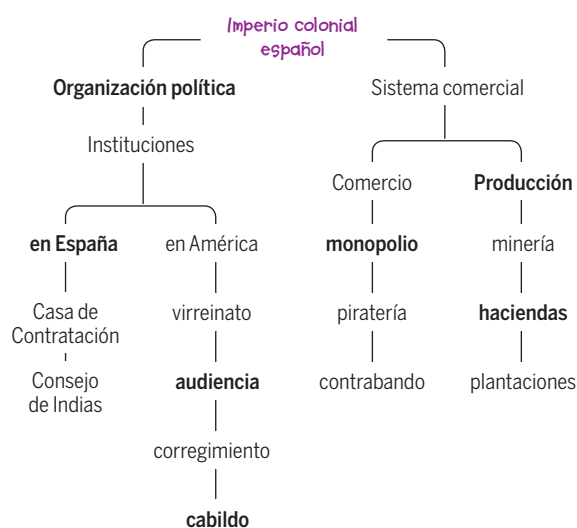 Imperio colonial
español
Organización política
Sistema comercial
Instituciones
Comercio
Producción
en España
en América
monopolio
minería
Casa de
Contratación
virreinato
piratería
haciendas
Consejo
de Indias
audiencia
contrabando
plantaciones
corregimiento
cabildo